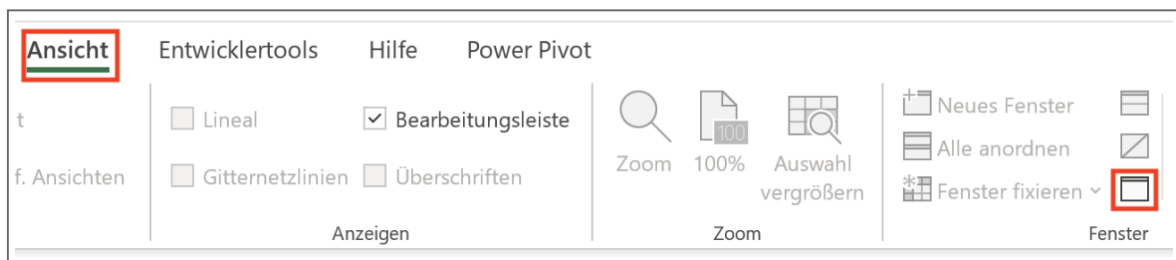 Ansicht Entwicklertools Hilfe Power Pivot
t
f. Ansichten
Lineal
Bearbeitungsleiste
Gitternetzlinien
Überschriften
Anzeigen
Zoom
100
100%
Auswahl
vergrößern
Zoom
Neues Fenster
Alle anordnen
Fenster fixieren
Fenster